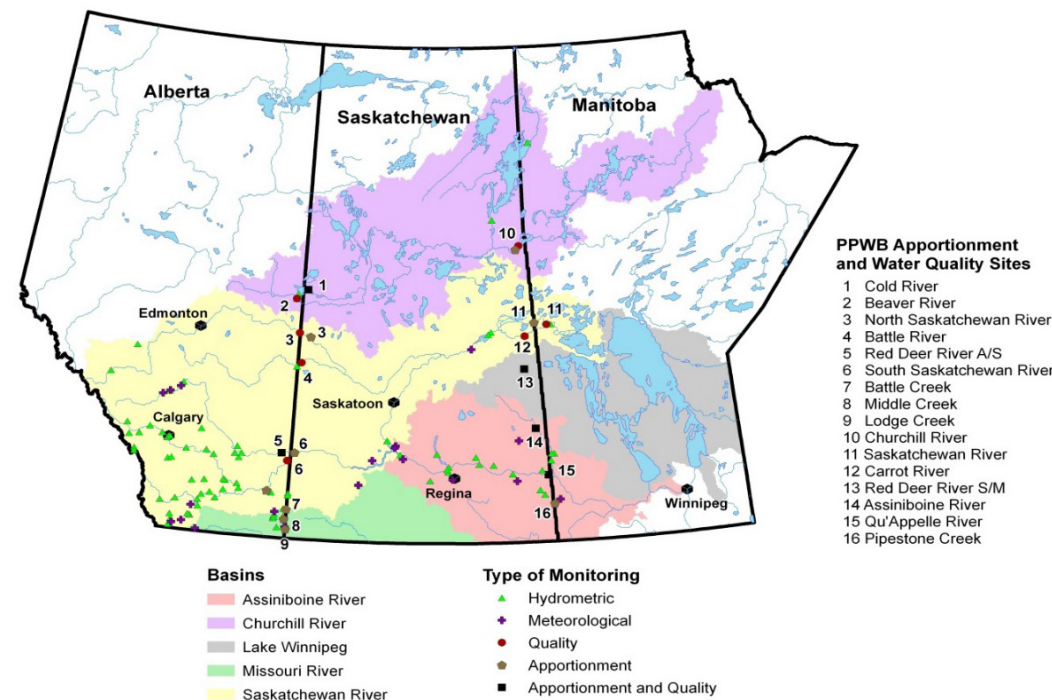 Alberta
Saskatchewan
Manitoba
10
1
2
Edmonton
11
11
3
3
12
4
13
Saskatoon
Calgary
14
5
6
6
15
Regina
Winpeg
7
16
8
9
PPWB Apportionment
and Water Quality Sites
1 Cold River
2 Beaver River
3 North Saskatchewan River
4 Battle River
5 Red Deer River A/S
6 South Saskatchewan River
7 Battle Creek
8 Middle Creek
9 Lodge Creek
10 Churchill River
11 Saskatchewan River
12 Carrot River
13 Red Deer River S/M
14 Assiniboine River
15 Qu'Appelle River
16 Pipestone Creek
Basins
Assiniboine River
Churchill River
Lake Winnipeg
Missouri River
Saskatchewan River
Type of Monitoring
Hydrometric
Meteorological
Quality
Apportionment
Apportionment and Quality